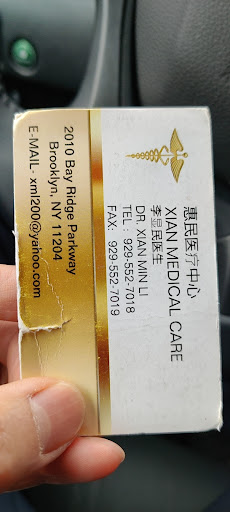 惠民医疗中心
XIAN MEDICAL CARE
DR. XIAN MIN LI
李显民医生
TEL : 929-552-7018
FAX: 929-552-7019
2010 Bay Ridge Parkway
Brooklyn. NY 11204
E-MAIL- xml200@yahoo.com